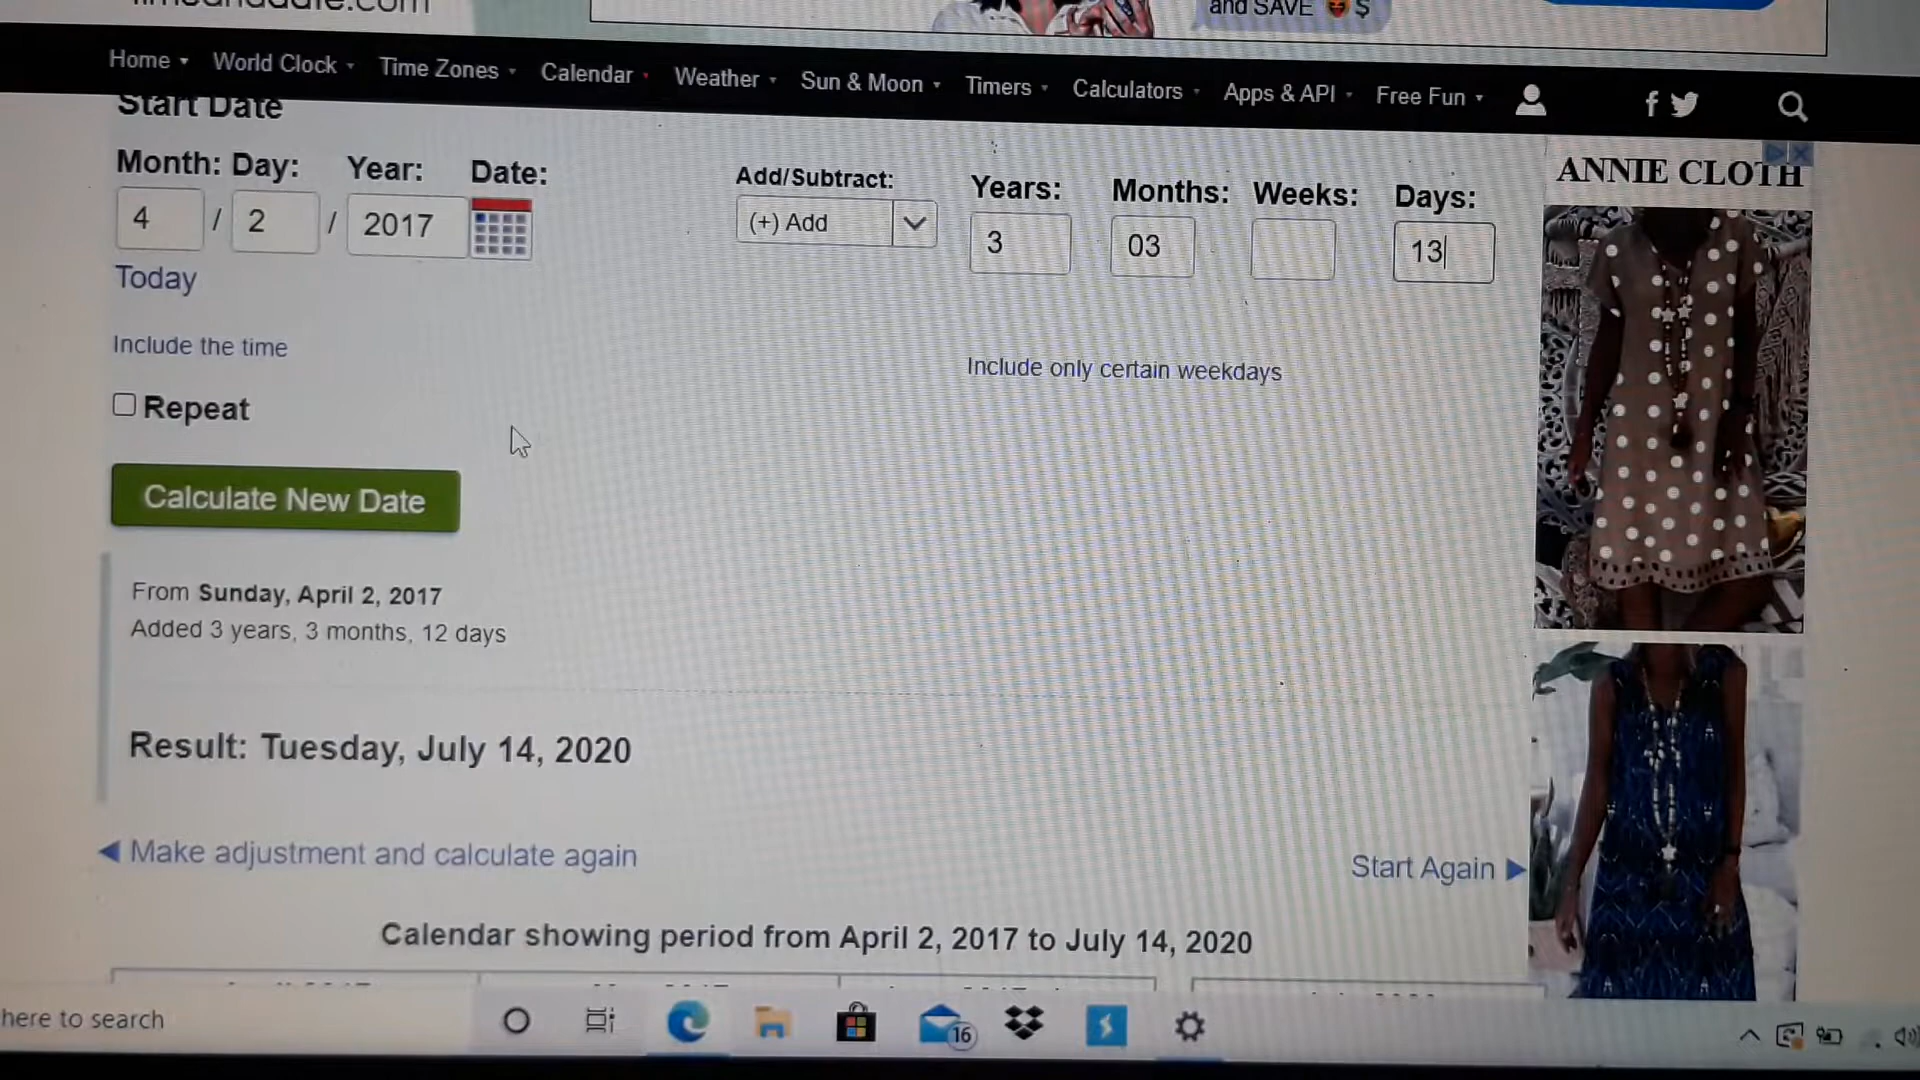 and SAVE
Home World Clock Time Zones Calendar Weather Sun & Moon Timers Calculators Apps & API Free Fun
Start Date
Month: Day: Year: Date:
4 / 2 / 2017
Today
Add/Subtract:
(+) Add
Years: Months: Weeks: Days:
3 03 13
Include the time
Include only certain weekdays
Repeat
Calculate New Date
From Sunday, April 2, 2017
Added 3 years, 3 months, 12 days
Result: Tuesday, July 14, 2020
Make adjustment and calculate again
Start Again
Calendar showing period from April 2, 2017 to July 14, 2020
ANNIE CLOTH
here to search
16